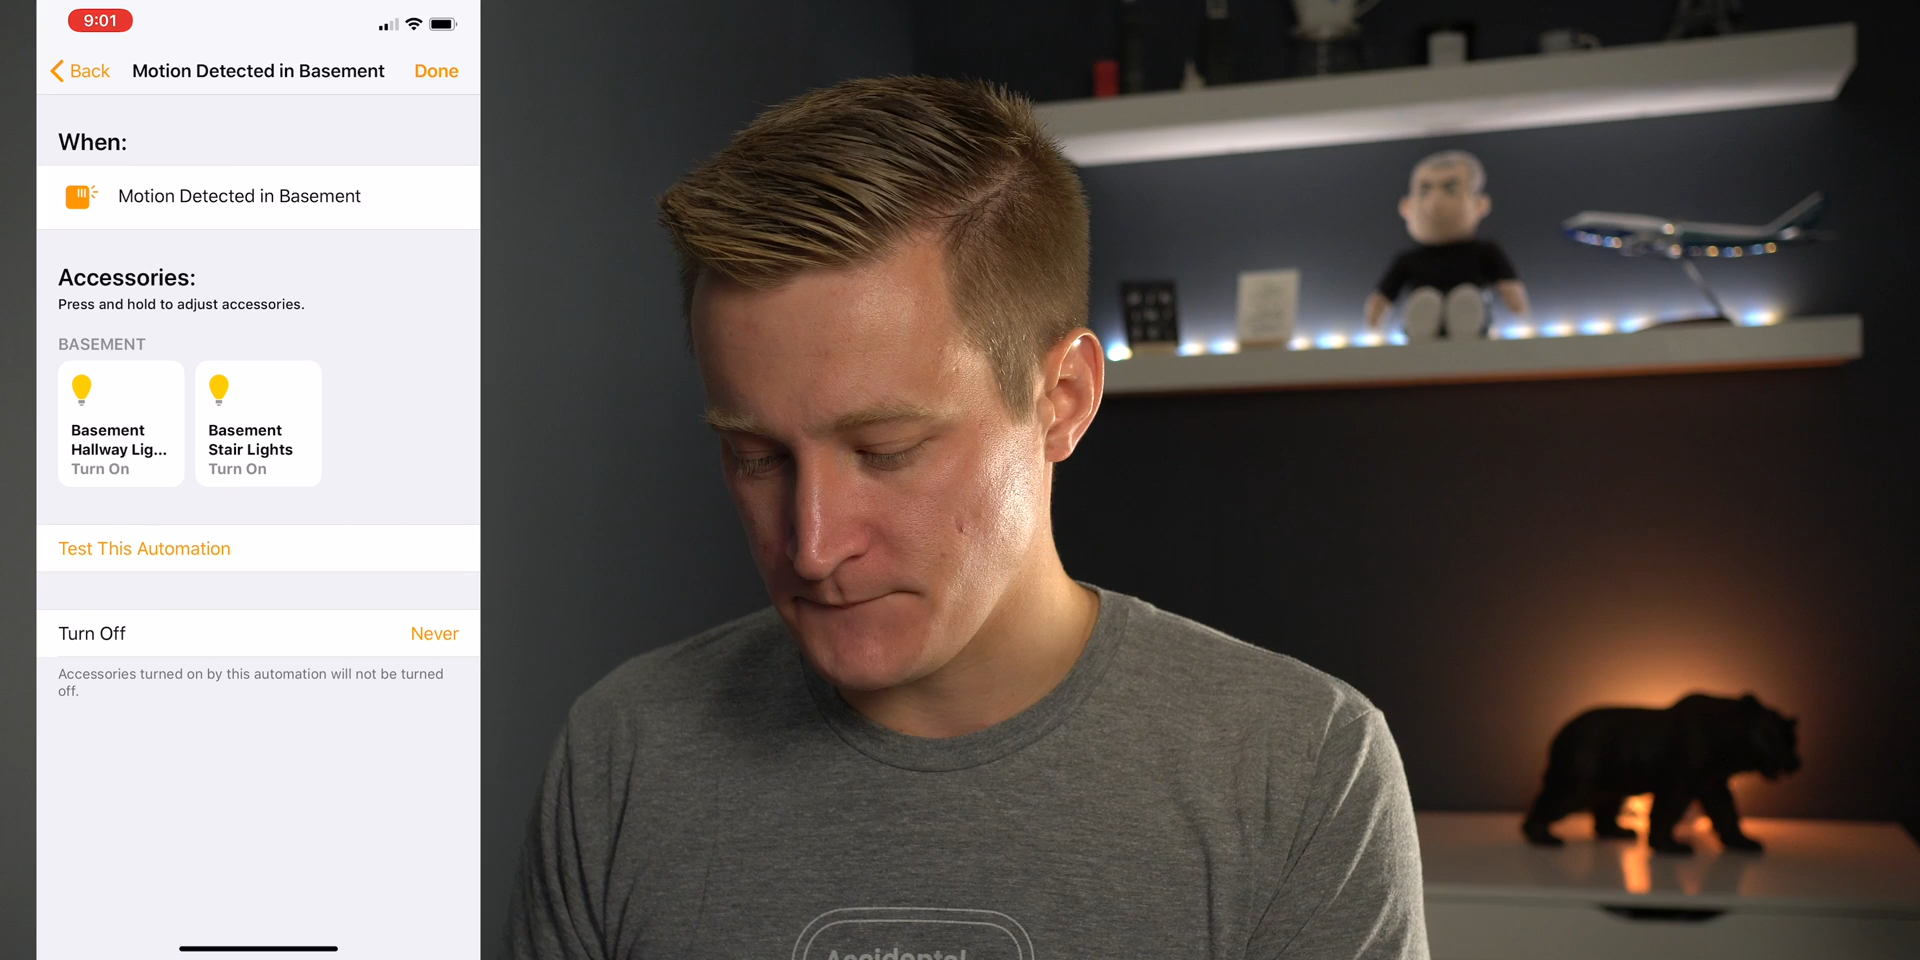 9:01
Back Motion Detected in Basement Done
When:
Motion Detected in Basement
Accessories:
Press and hold to adjust accessories.
BASEMENT
Basement
Hallway Lig...
Turn On
Basement
Stair Lights
Turn On
Test This Automation
Turn Off Never
Accessories turned on by this automation will not be turned
off.
Accidental